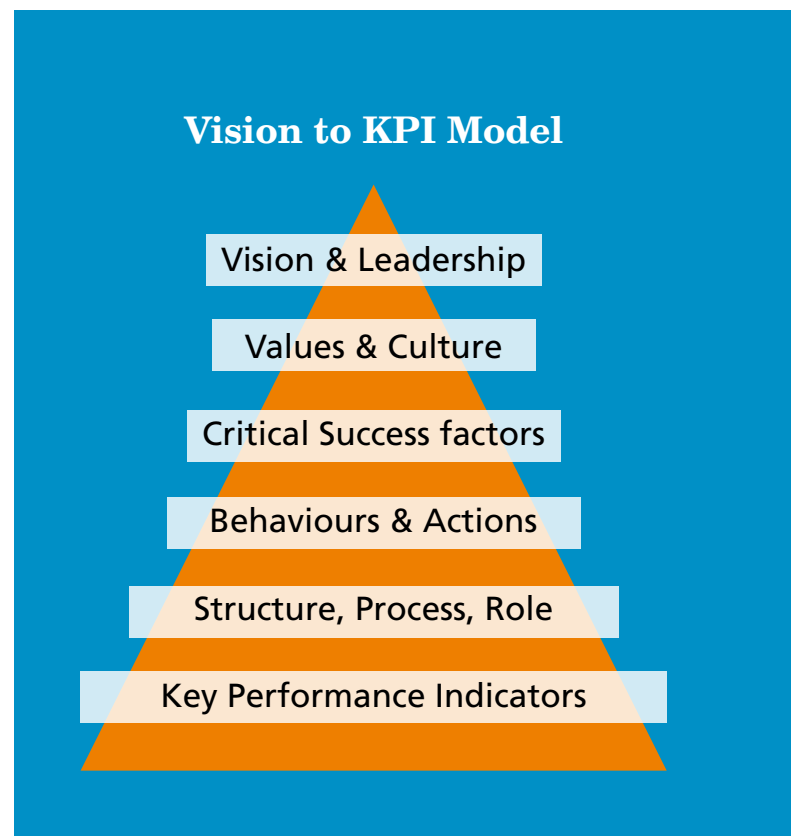 Vision to KPI Model
Vision & Leadership
Values & Culture
Critical Success factors
Behaviours & Actions
Structure, Process, Role
Key Performance Indicators